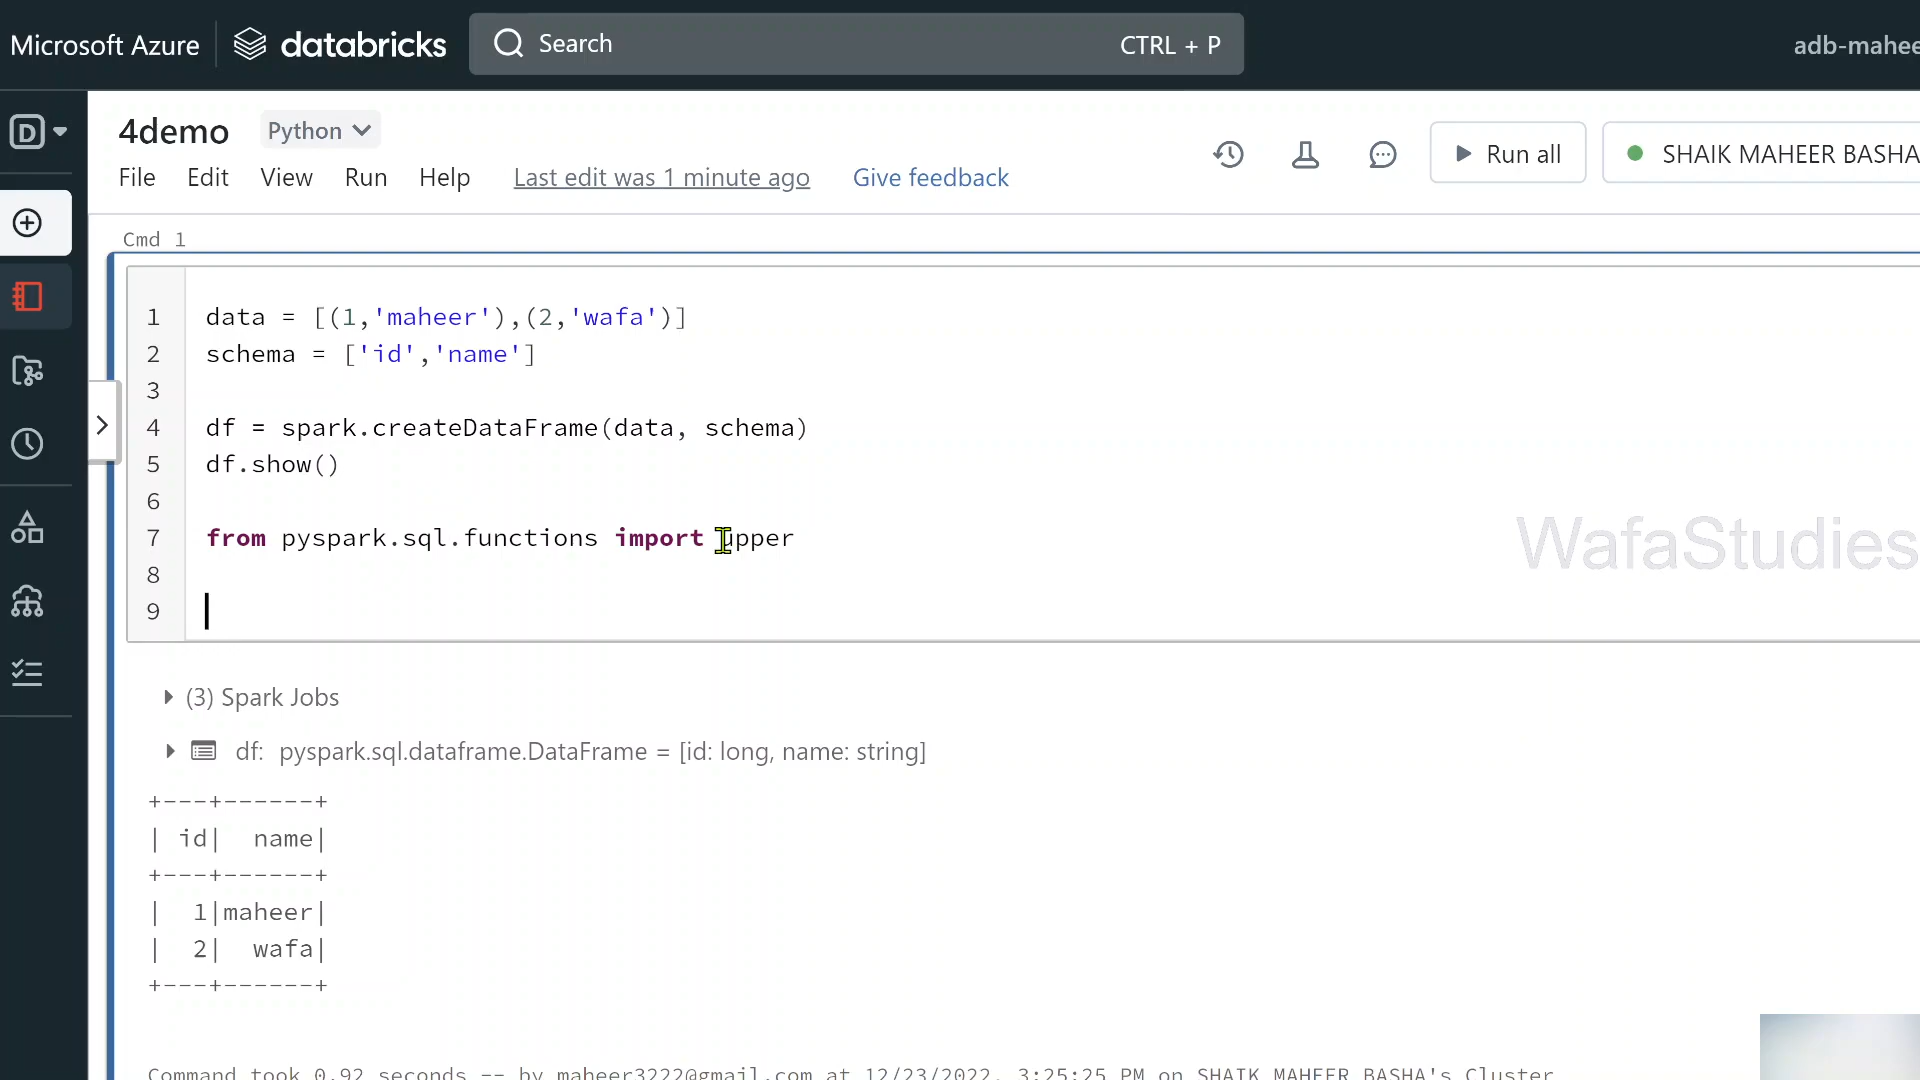 Microsoft Azure databricks Search CTRL + P adb-mahee
4demo Python
File Edit View Run Help Last edit was 1 minute ago Give feedback
Run all SHAIK MAHEER BASHA
Cmd 1
1 data = [(1,'maheer'),(2,'wafa')]
2 schema = ['id','name']
3
4 df = spark.createDataFrame(data, schema)
5 df.show()
6
7 from pyspark.sql.functions import upper
8
9
WafaStudies
(3) Spark Jobs
df: pyspark.sql.dataframe.DataFrame = [id: long, name: string]
+---+------+
| id|  name|
+---+------+
|  1|maheer|
|  2|  wafa|
+---+------+
Command took 0.92 seconds -- by maheer3222@gmail.com at 12/23/2022, 3:25:25 PM on SHAIK MAHEER BASHA's Cluster